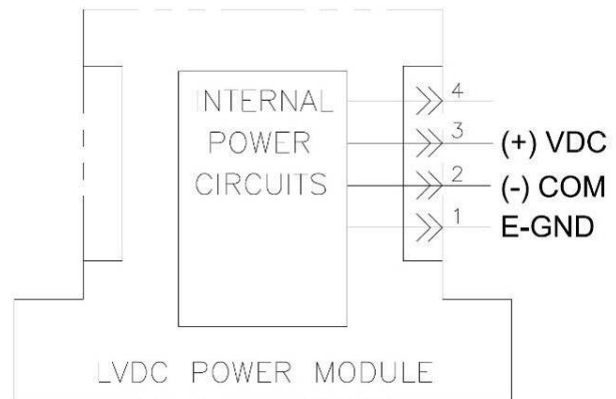 INTERNAL
POWER
CIRCUITS
4
3 (+) VDC
2 (-) COM
1 E-GND
LVDC POWER MODULE